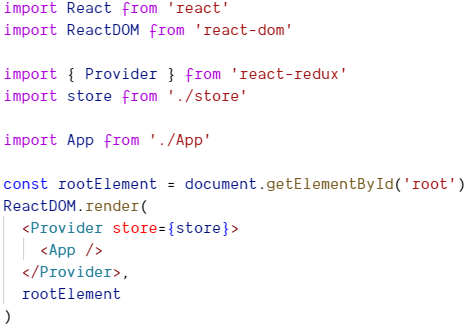 import React from 'react'
import ReactDOM from 'react-dom'

import { Provider } from 'react-redux'
import store from './store'

import App from './App'

const rootElement = document.getElementById('root')
ReactDOM.render(
  <Provider store={store}>
    <App />
  </Provider>,
  rootElement
)